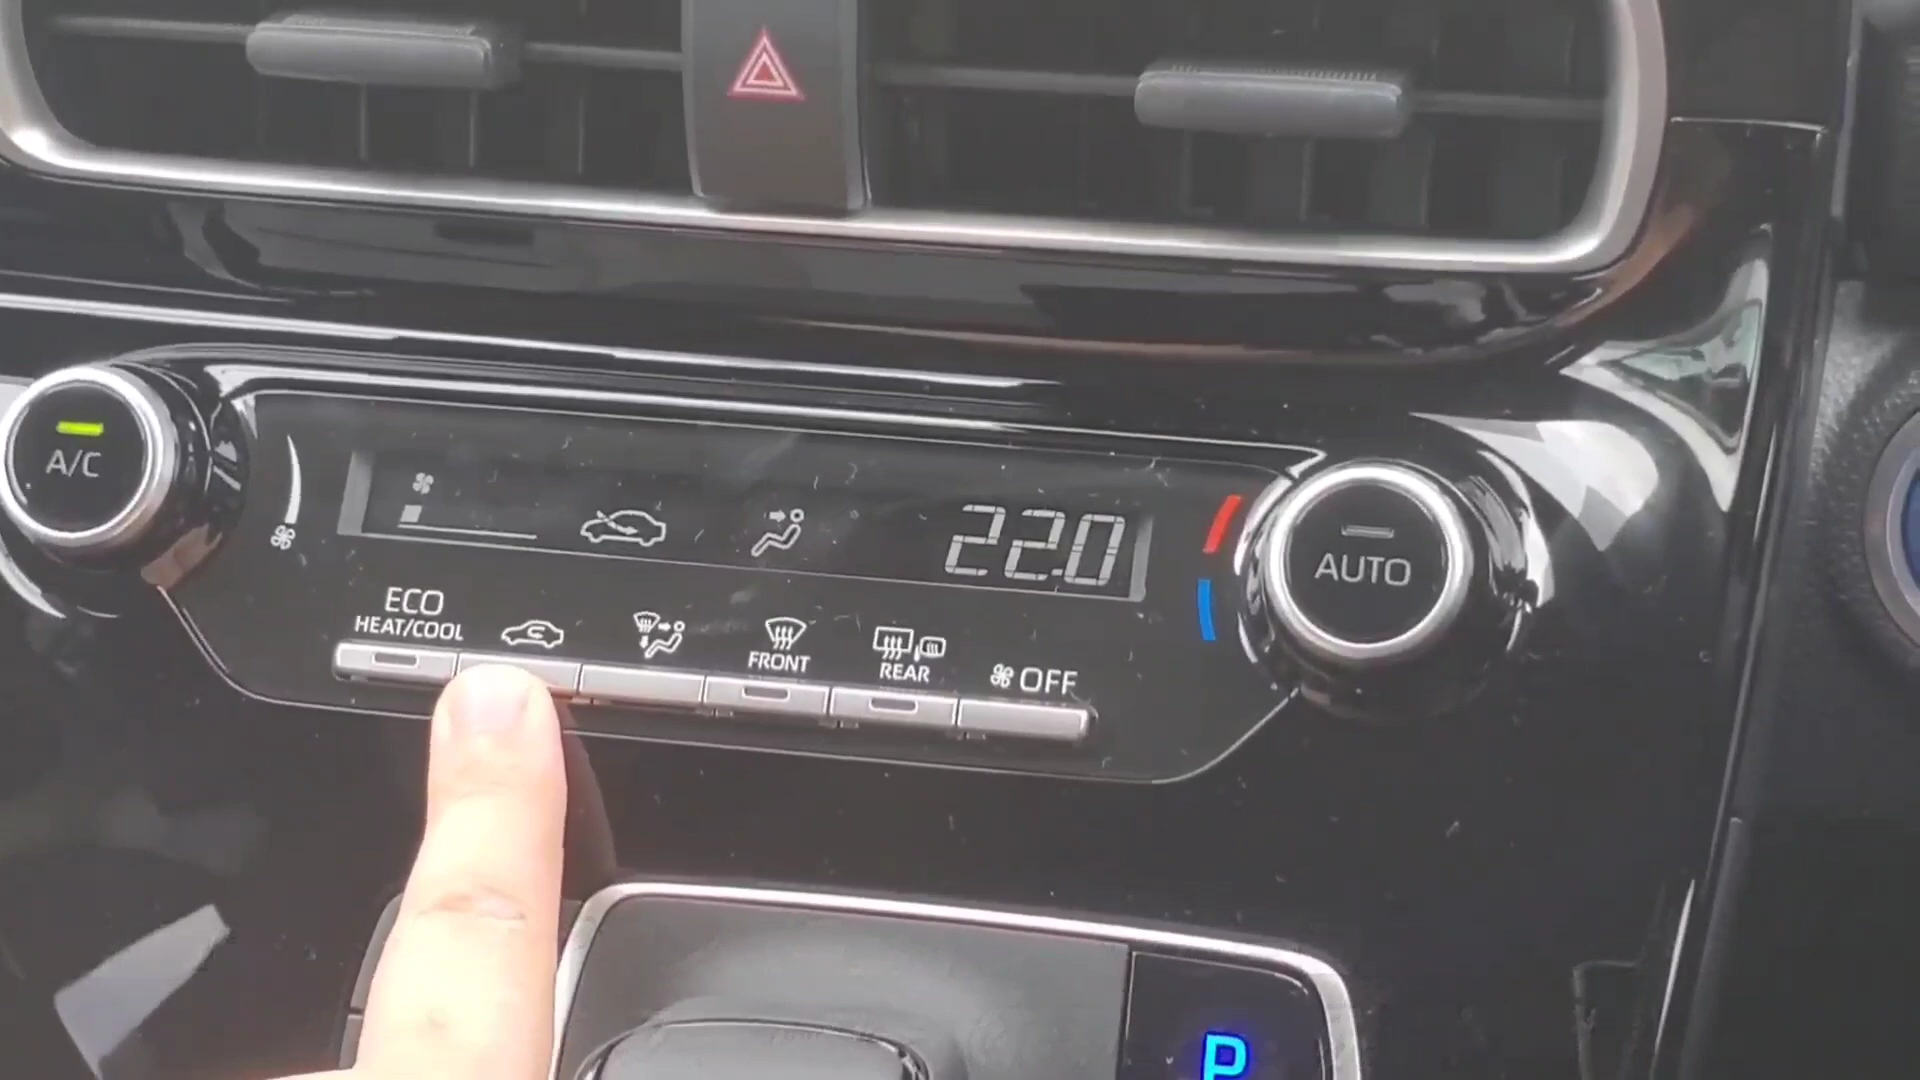 A/C
22.0
AUTO
ECO
HEAT/COOL
FRONT
REAR
OFF
P